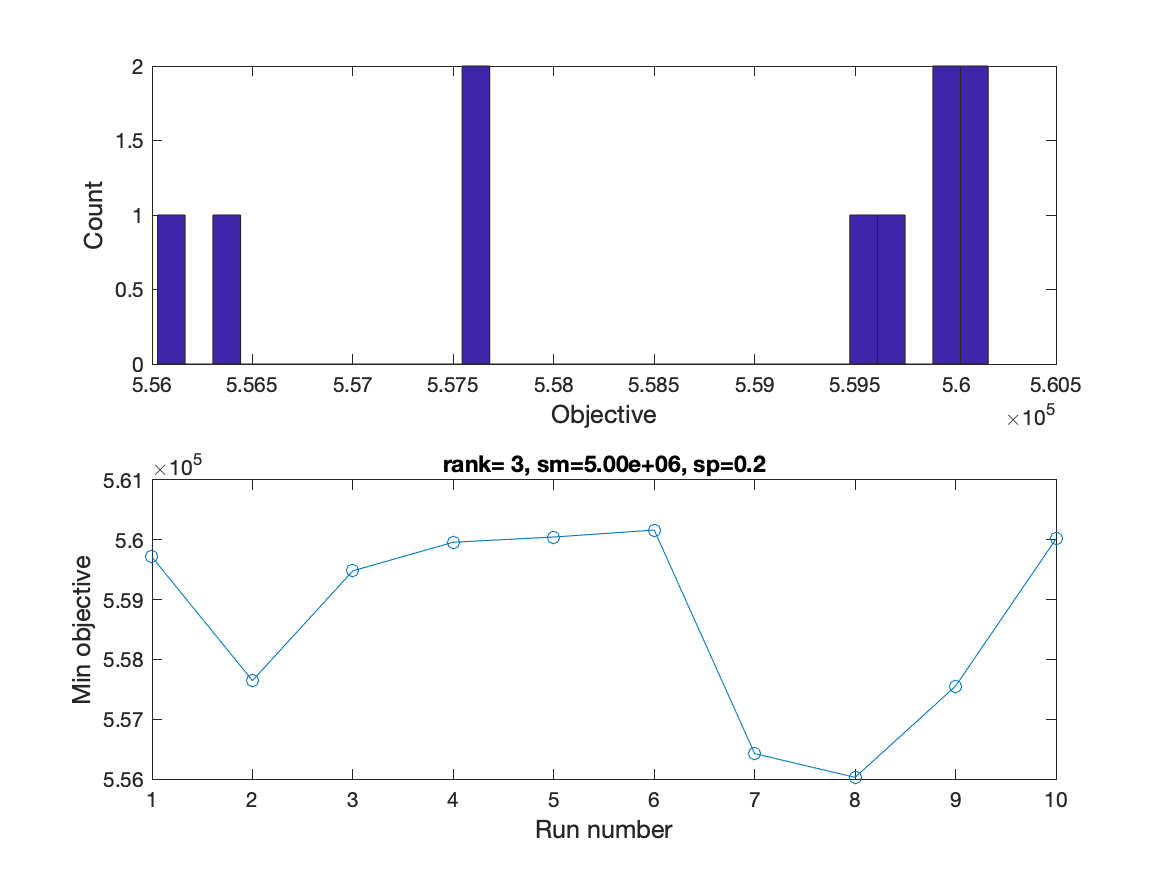 2
1.5
1
0.5
0
Count
5.56 5.565 5.57 5.575 5.58 5.585 5.59 5.595 5.6 5.605
Objective
×10^5
×10^5
rank= 3, sm=5.00e+06, sp=0.2
5.61
5.6
5.59
5.58
5.57
5.56
Min objective
1 2 3 4 5 6 7 8 9 10
Run number